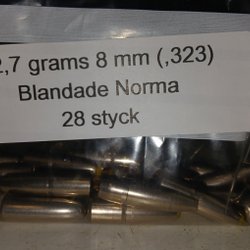 2,7 grams 8 mm (,323)
Blandade Norma
28 styck